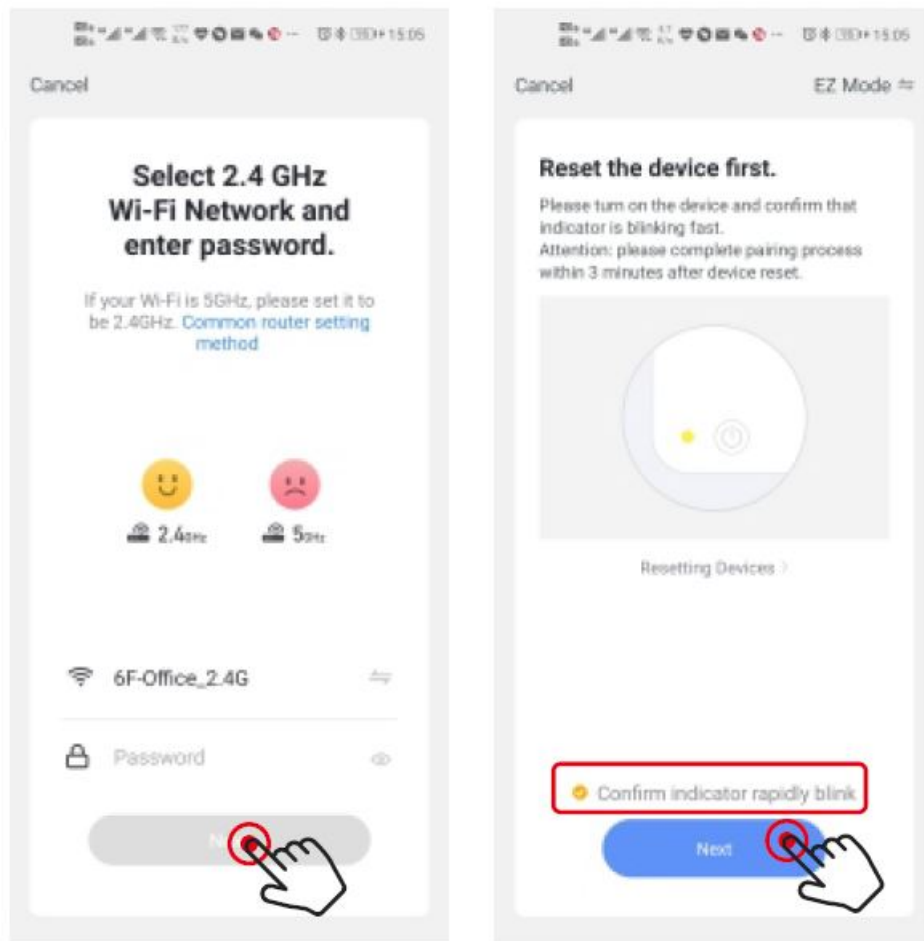 15:05
Cancel
Select 2.4 GHz
Wi-Fi Network and
enter password.
If your Wi-Fi is 5GHz, please set it to
be 2.4GHz. Common router setting
method
2.4GHz
5GHz
6F-Office_2.4G
Password
15:05
Cancel
EZ Mode
Reset the device first.
Please turn on the device and confirm that
indicator is blinking fast.
Attention: please complete pairing process
within 3 minutes after device reset.
Resetting Devices >
Confirm indicator rapidly blink
Next